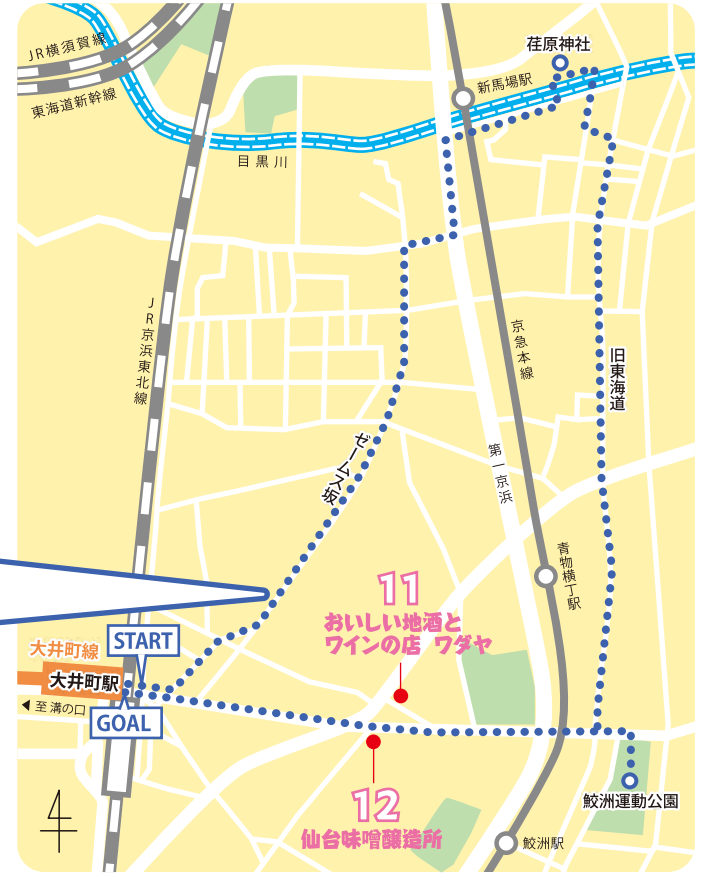 JR横須賀線
東海道新幹線
荏原神社
新馬場駅
目黒川
JR京浜東北線
京急本線
旧東海道
ゼームス坂
第一京浜
青物横丁駅
11
おいしい地酒と
ワインの店 ワダヤ
START
大井町線
大井町駅
◀ 至 溝の口
GOAL
12
仙台味噌醸造所
鮫洲運動公園
鮫洲駅